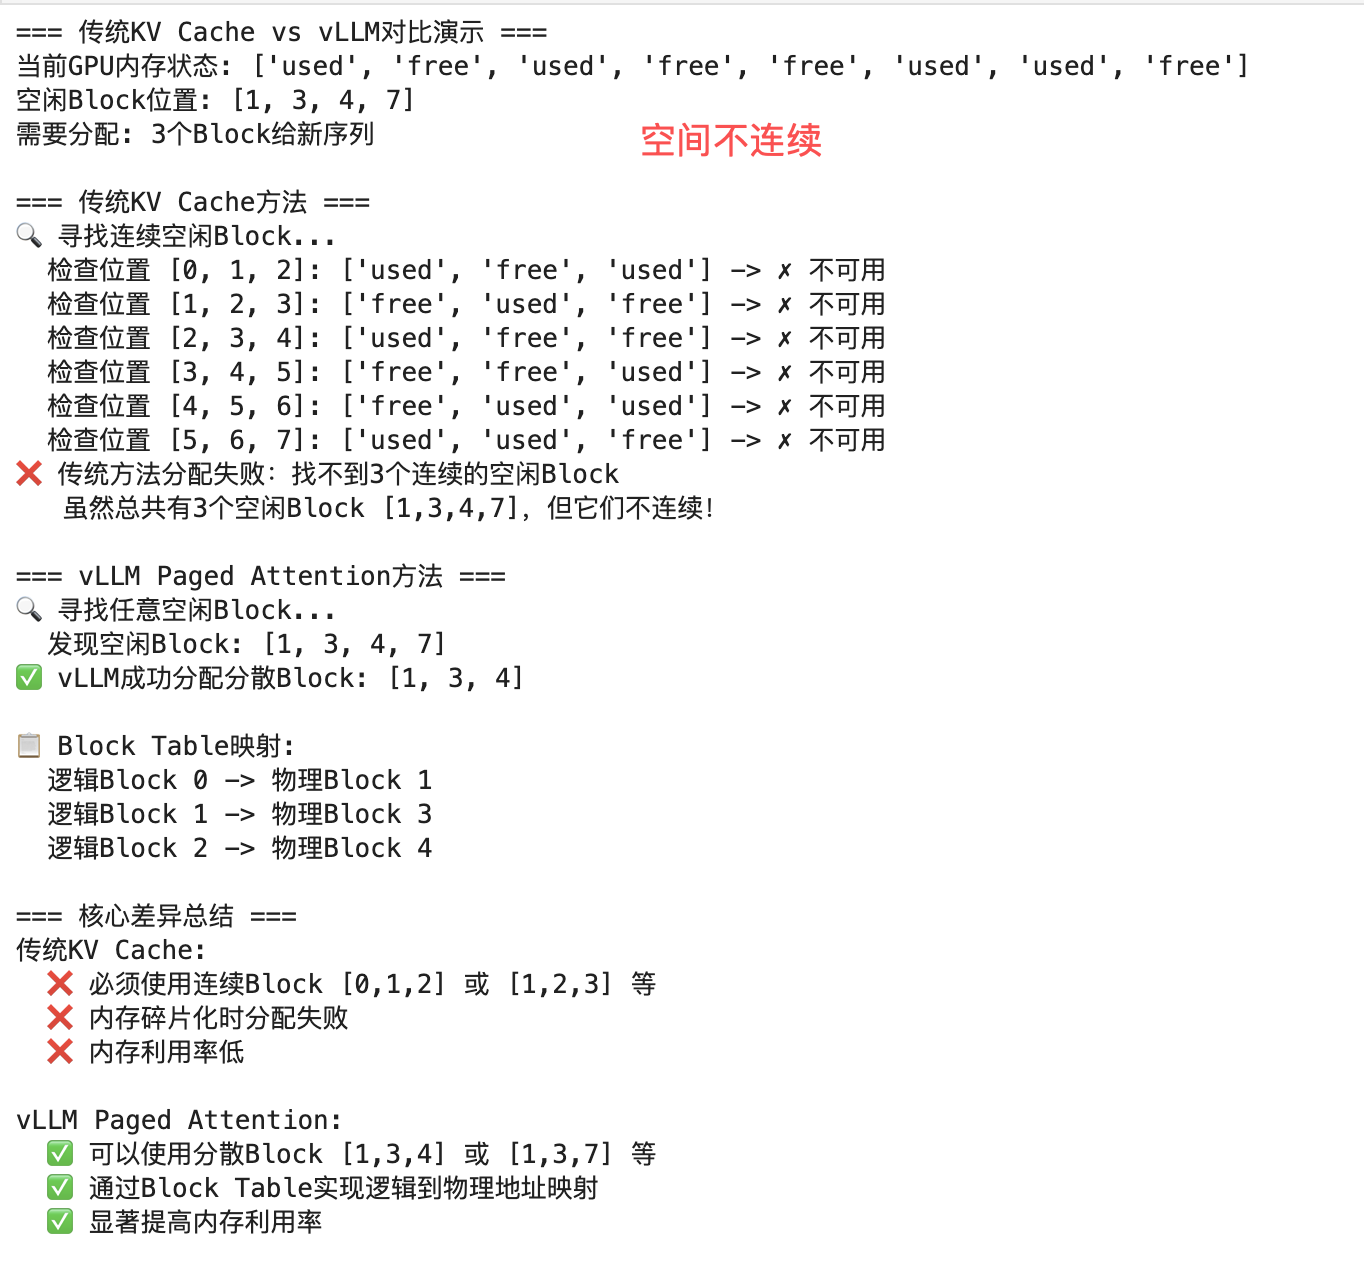 === 传统KV Cache vs vLLM对比演示 ===
当前GPU内存状态: ['used', 'free', 'used', 'free', 'free', 'used', 'used', 'free']
空闲Block位置: [1, 3, 4, 7]
需要分配: 3个Block给新序列
空间不连续
=== 传统KV Cache方法 ===
🔍 寻找连续空闲Block...
检查位置 [0, 1, 2]: ['used', 'free', 'used'] -> ✗ 不可用
检查位置 [1, 2, 3]: ['free', 'used', 'free'] -> ✗ 不可用
检查位置 [2, 3, 4]: ['used', 'free', 'free'] -> ✗ 不可用
检查位置 [3, 4, 5]: ['free', 'free', 'used'] -> ✗ 不可用
检查位置 [4, 5, 6]: ['free', 'used', 'used'] -> ✗ 不可用
检查位置 [5, 6, 7]: ['used', 'used', 'free'] -> ✗ 不可用
❌ 传统方法分配失败：找不到3个连续的空闲Block
虽然总共有3个空闲Block [1,3,4,7]，但它们不连续！
=== vLLM Paged Attention方法 ===
🔍 寻找任意空闲Block...
发现空闲Block: [1, 3, 4, 7]
✅ vLLM成功分配分散Block: [1, 3, 4]
📋 Block Table映射:
逻辑Block 0 -> 物理Block 1
逻辑Block 1 -> 物理Block 3
逻辑Block 2 -> 物理Block 4
=== 核心差异总结 ===
传统KV Cache:
❌ 必须使用连续Block [0,1,2] 或 [1,2,3] 等
❌ 内存碎片化时分配失败
❌ 内存利用率低
vLLM Paged Attention:
✅ 可以使用分散Block [1,3,4] 或 [1,3,7] 等
✅ 通过Block Table实现逻辑到物理地址映射
✅ 显著提高内存利用率